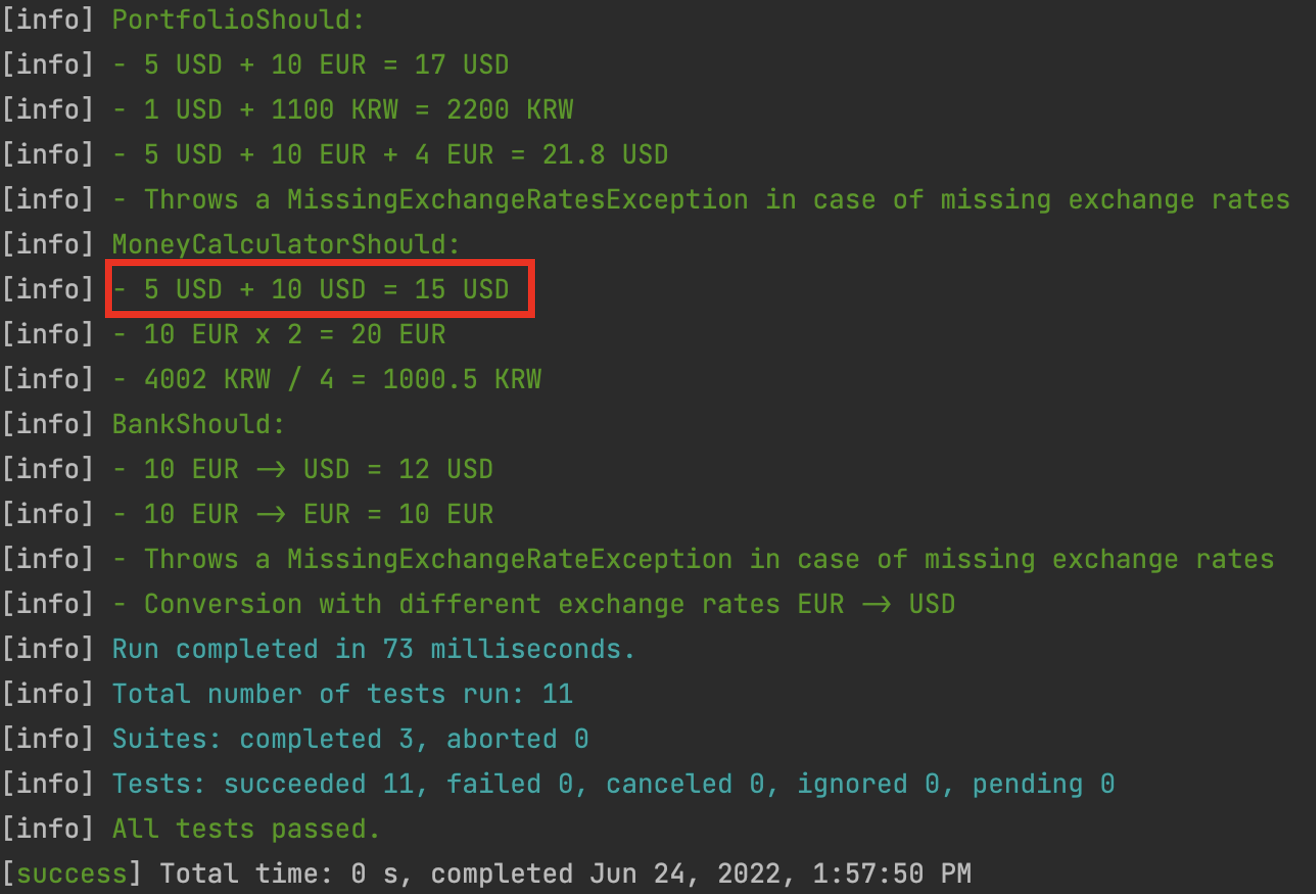 [info] PortfolioShould:
[info] - 5 USD + 10 EUR = 17 USD
[info] - 1 USD + 1100 KRW = 2200 KRW
[info] - 5 USD + 10 EUR + 4 EUR = 21.8 USD
[info] - Throws a MissingExchangeRatesException in case of missing exchange rates
[info] MoneyCalculatorShould:
[info] - 5 USD + 10 USD = 15 USD
[info] - 10 EUR x 2 = 20 EUR
[info] - 4002 KRW / 4 = 1000.5 KRW
[info] BankShould:
[info] - 10 EUR -> USD = 12 USD
[info] - 10 EUR -> EUR = 10 EUR
[info] - Throws a MissingExchangeRateException in case of missing exchange rates
[info] - Conversion with different exchange rates EUR -> USD
[info] Run completed in 73 milliseconds.
[info] Total number of tests run: 11
[info] Suites: completed 3, aborted 0
[info] Tests: succeeded 11, failed 0, canceled 0, ignored 0, pending 0
[info] All tests passed.
[success] Total time: 0 s, completed Jun 24, 2022, 1:57:50 PM